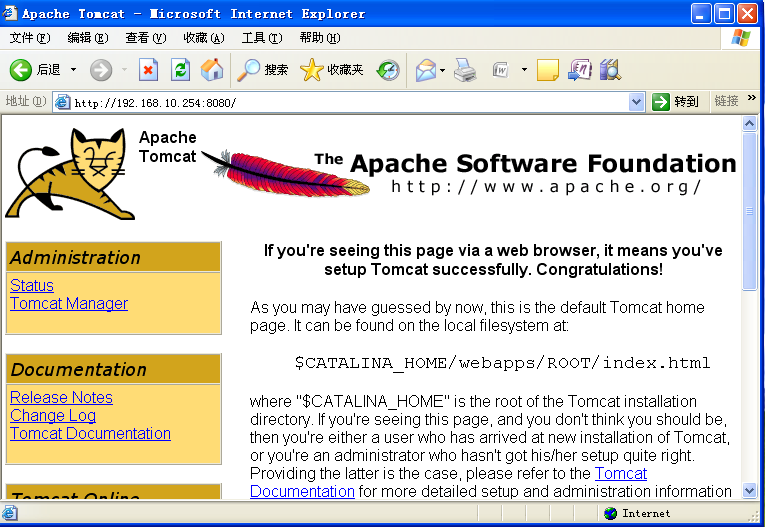 Apache Tomcat - Microsoft Internet Explorer
文件(F) 编辑(E) 查看(V) 收藏(A) 工具(T) 帮助(H)
后退 搜索 收藏夹
地址(D) http://192.168.10.254:8080/ 转到 链接 »
Apache
Tomcat
The Apache Software Foundation
http://www.apache.org/
Administration
Status
Tomcat Manager
Documentation
Release Notes
Change Log
Tomcat Documentation
Tomcat Online
If you're seeing this page via a web browser, it means you've
setup Tomcat successfully. Congratulations!
As you may have guessed by now, this is the default Tomcat home
page. It can be found on the local filesystem at:
$CATALINA_HOME/webapps/ROOT/index.html
where "$CATALINA_HOME" is the root of the Tomcat installation
directory. If you're seeing this page, and you don't think you should be,
then you're either a user who has arrived at new installation of Tomcat,
or you're an administrator who hasn't got his/her setup quite right.
Providing the latter is the case, please refer to the Tomcat
Documentation for more detailed setup and administration information
Internet